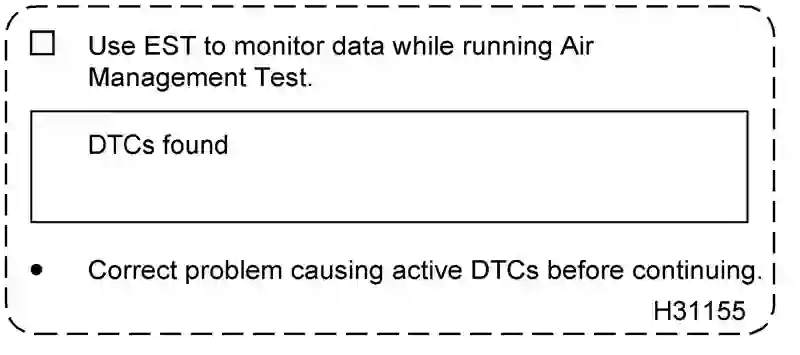 Use EST to monitor data while running Air
Management Test.
DTCs found
• Correct problem causing active DTCs before continuing.
H31155